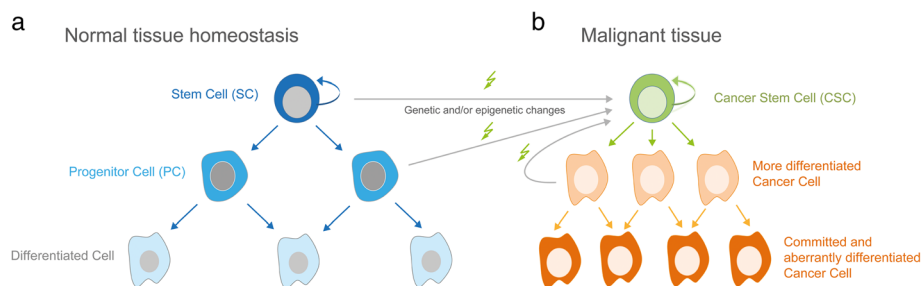 a
Normal tissue homeostasis
b
Malignant tissue
Stem Cell (SC)
Genetic and/or epigenetic changes
Cancer Stem Cell (CSC)
Progenitor Cell (PC)
More differentiated
Cancer Cell
Differentiated Cell
Committed and
aberrantly differentiated
Cancer Cell